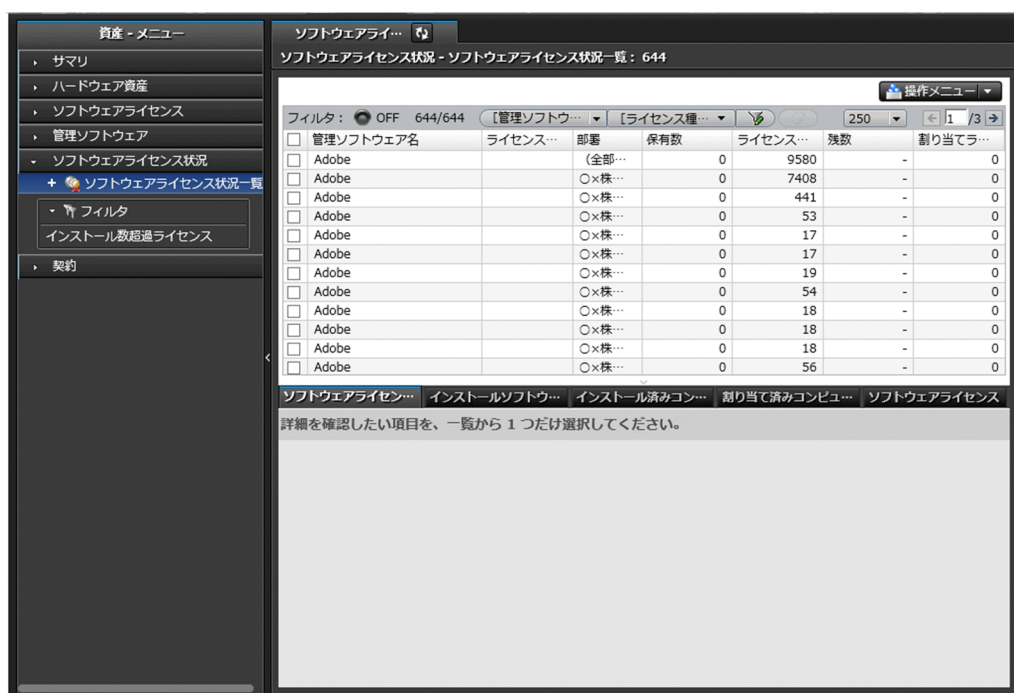 資産 - メニュー
サマリ
ハードウェア資産
ソフトウェアライセンス
管理ソフトウェア
ソフトウェアライセンス状況
ソフトウェアライセンス状況一覧
フィルタ
インストール数超過ライセンス
契約
ソフトウェアライ…
ソフトウェアライセンス状況 - ソフトウェアライセンス状況一覧： 644
操作メニュー
フィルタ： OFF 644/644 [管理ソフトウ… [ライセンス種… 250 1 /3
管理ソフトウェア名 ライセンス… 部署 保有数 ライセンス… 残数 割り当てラ…
Adobe (全部… 0 9580 - 0
Adobe ○×株… 0 7408 - 0
Adobe ○×株… 0 441 - 0
Adobe ○×株… 0 53 - 0
Adobe ○×株… 0 17 - 0
Adobe ○×株… 0 17 - 0
Adobe ○×株… 0 19 - 0
Adobe ○×株… 0 54 - 0
Adobe ○×株… 0 18 - 0
Adobe ○×株… 0 18 - 0
Adobe ○×株… 0 18 - 0
Adobe ○×株… 0 56 - 0
ソフトウェアライセン… インストールソフトウ… インストール済みコン… 割り当て済みコンピュ… ソフトウェアライセンス
詳細を確認したい項目を、一覧から 1 つだけ選択してください。